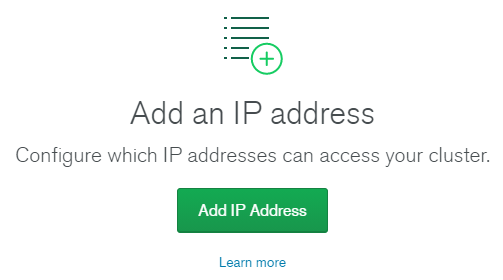 Add an IP address
Configure which IP addresses can access your cluster.
Add IP Address
Learn more